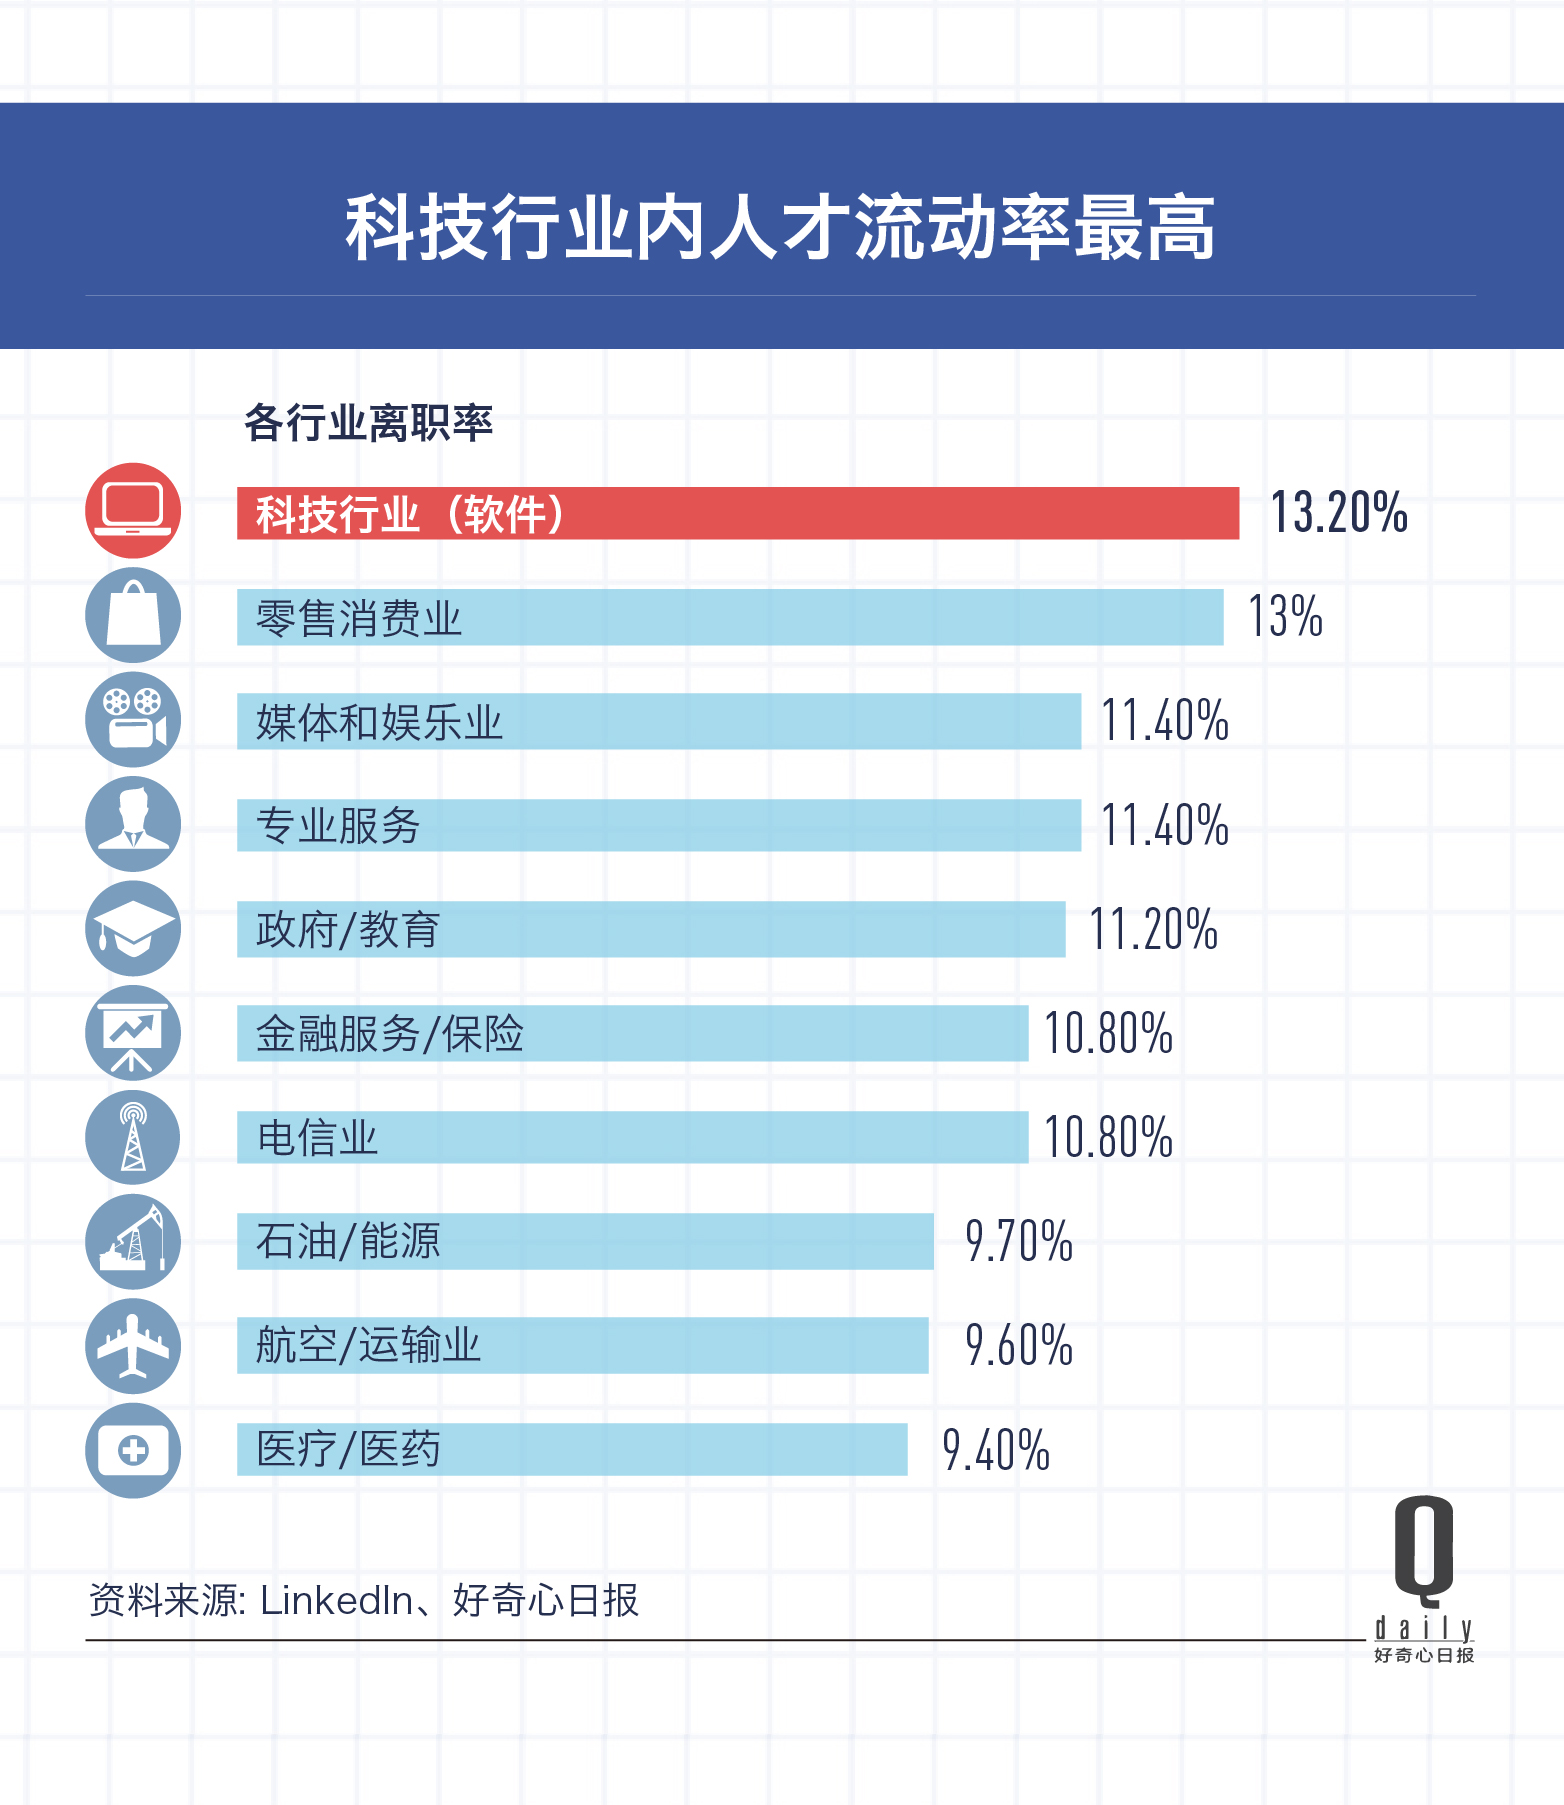 科技行业内人才流动率最高
各行业离职率
科技行业（软件） 13.20%
零售消费业 13%
媒体和娱乐业 11.40%
专业服务 11.40%
政府/教育 11.20%
金融服务/保险 10.80%
电信业 10.80%
石油/能源 9.70%
航空/运输业 9.60%
医疗/医药 9.40%
资料来源: LinkedIn、好奇心日报
Q
daily
好奇心日报